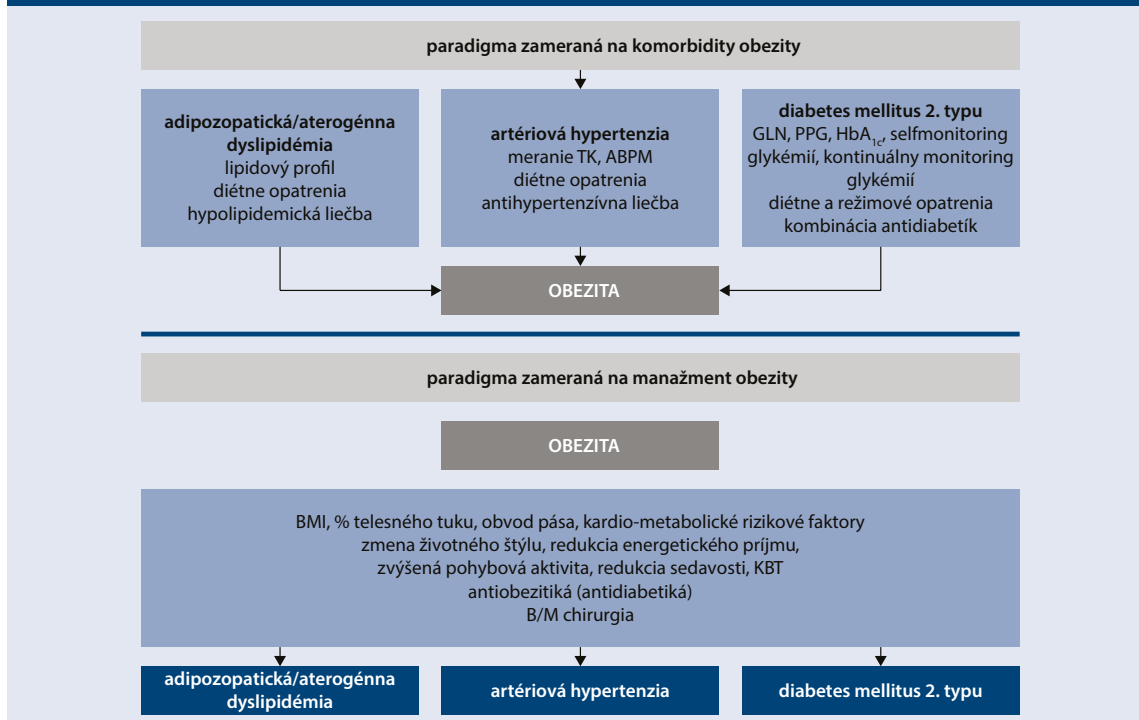 paradigma zameraná na komorbidity obezity
adipozopatická/aterogénna
dyslipidémia
lipidový profil
diétne opatrenia
hypolipidemická liečba
artériová hypertenzia
meranie TK, ABPM
diétne opatrenia
antihypertenzívna liečba
diabetes mellitus 2. typu
GLN, PPG, HbA1c, selfmonitoring
glykémií, kontinuálny monitoring
glykémií
diétne a režimové opatrenia
kombinácia antidiabetík
OBEZITA
paradigma zameraná na manažment obezity
OBEZITA
BMI, % telesného tuku, obvod pása, kardio-metabolické rizikové faktory
zmena životného štýlu, redukcia energetického príjmu,
zvýšená pohybová aktivita, redukcia sedavosti, KBT
antiobezitiká (antidiabetiká)
B/M chirurgia
adipozopatická/aterogénna
dyslipidémia
artériová hypertenzia
diabetes mellitus 2. typu